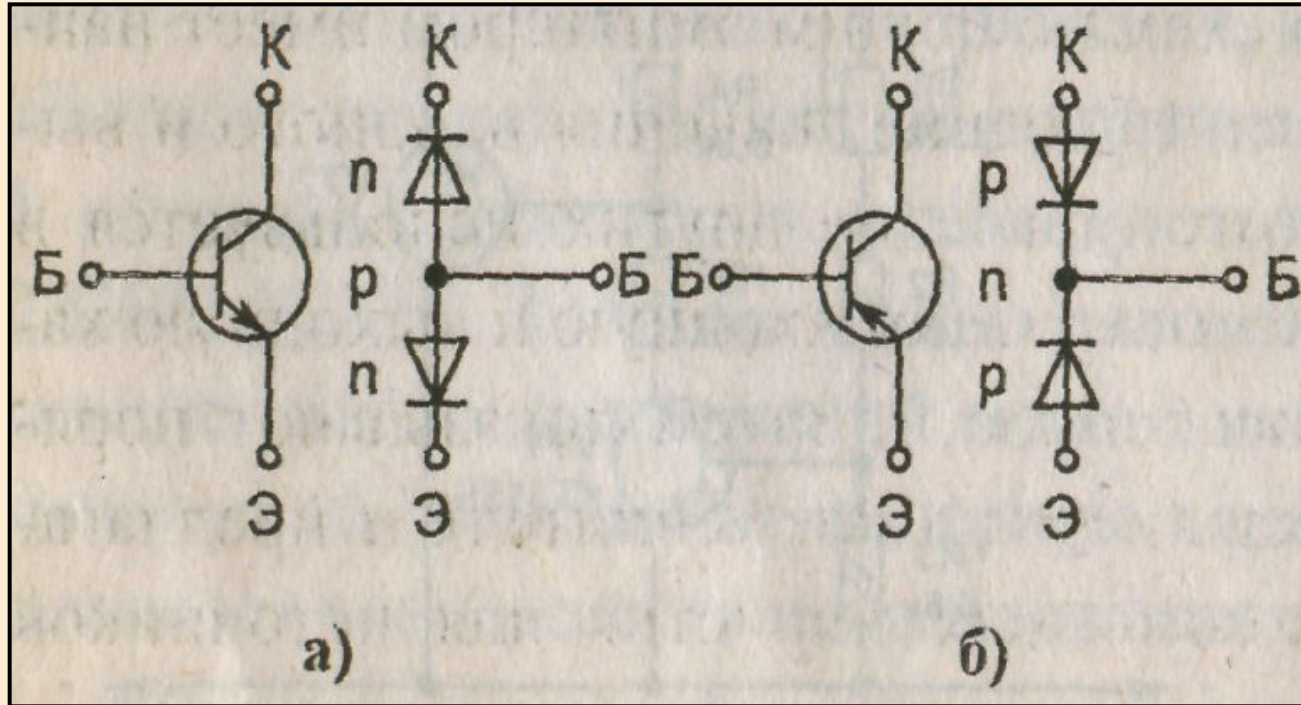 К К К К
n p
Б p Б Б n Б
n p
Э Э Э Э
а) б)